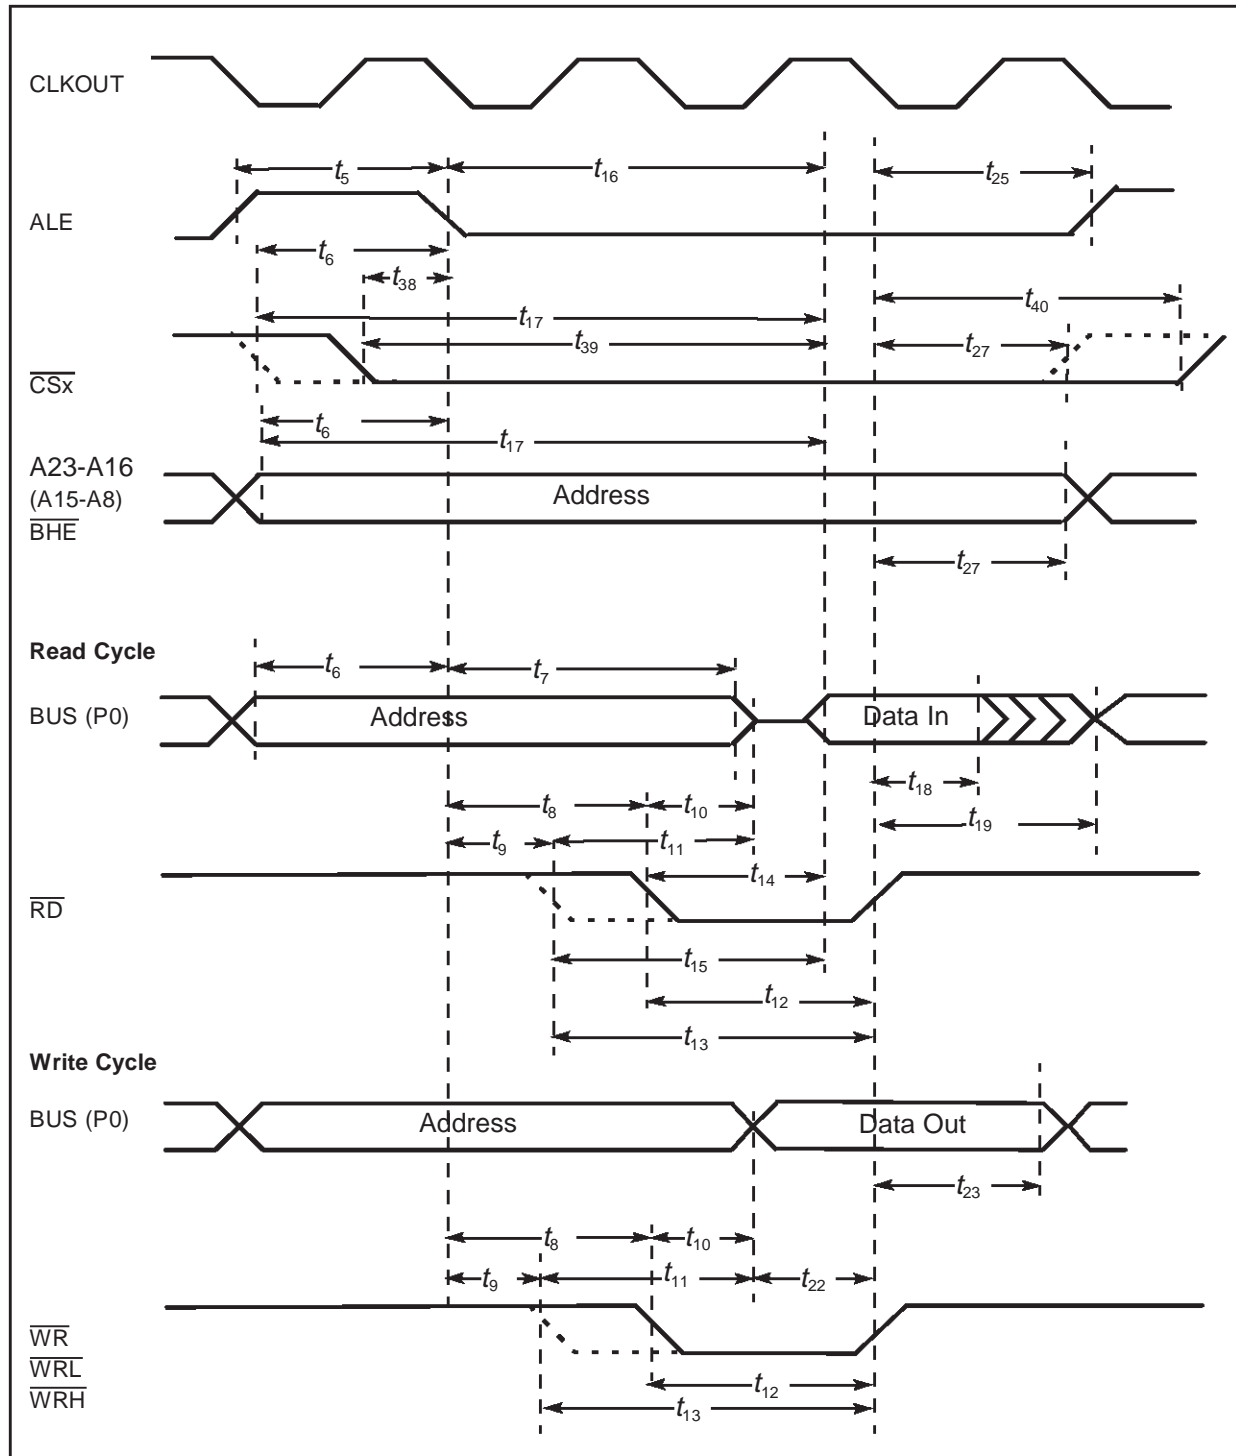 CLKOUT
t5 t16 t25
ALE
t6
t38
t40
t17
t39 t27
CSx
t6
t17
A23-A16
(A15-A8) Address
BHE
t27
Read Cycle
t6 t7
BUS (P0) Address Data In
t18
t8 t10
t19
t9 t11
t14
RD
t15
t12
t13
Write Cycle
BUS (P0) Address Data Out
t23
t8 t10
t9 t11 t22
WR
WRL
t12
WRH
t13